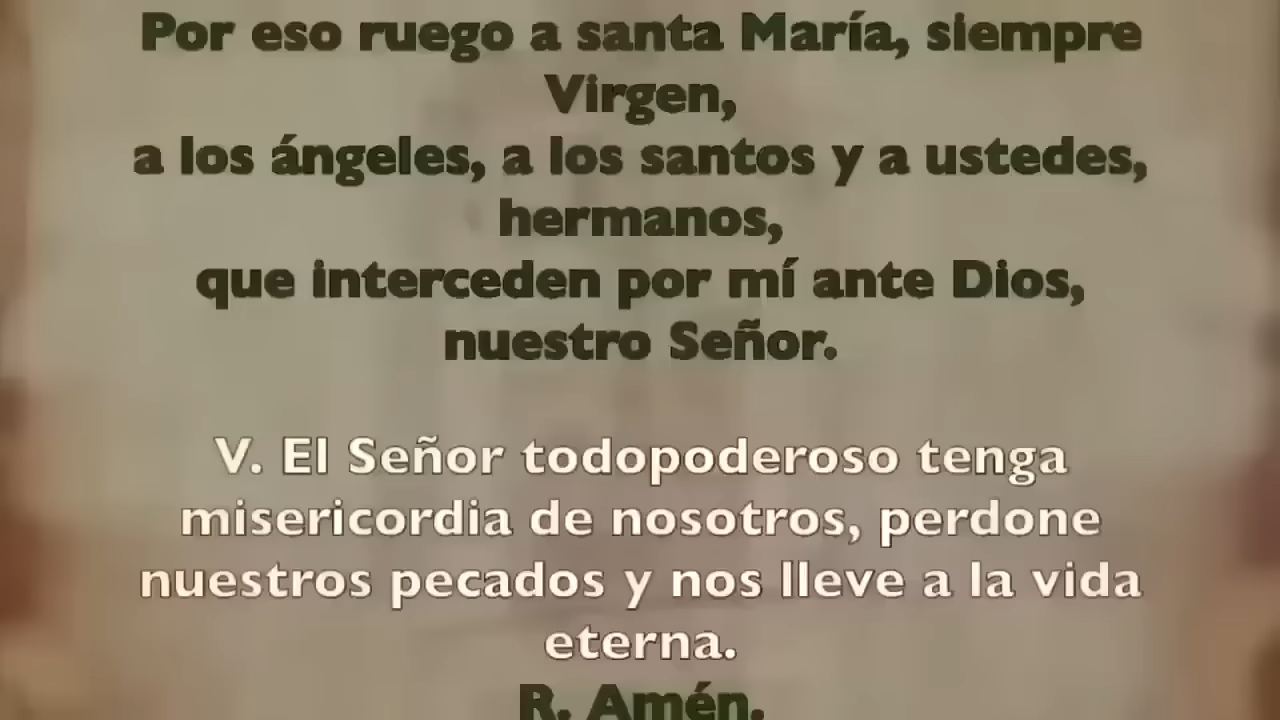 Por eso ruego a santa María, siempre
Virgen,
a los ángeles, a los santos y a ustedes,
hermanos,
que interceden por mí ante Dios,
nuestro Señor.
V. El Señor todopoderoso tenga
misericordia de nosotros, perdone
nuestros pecados y nos lleve a la vida
eterna.
R. Amén.